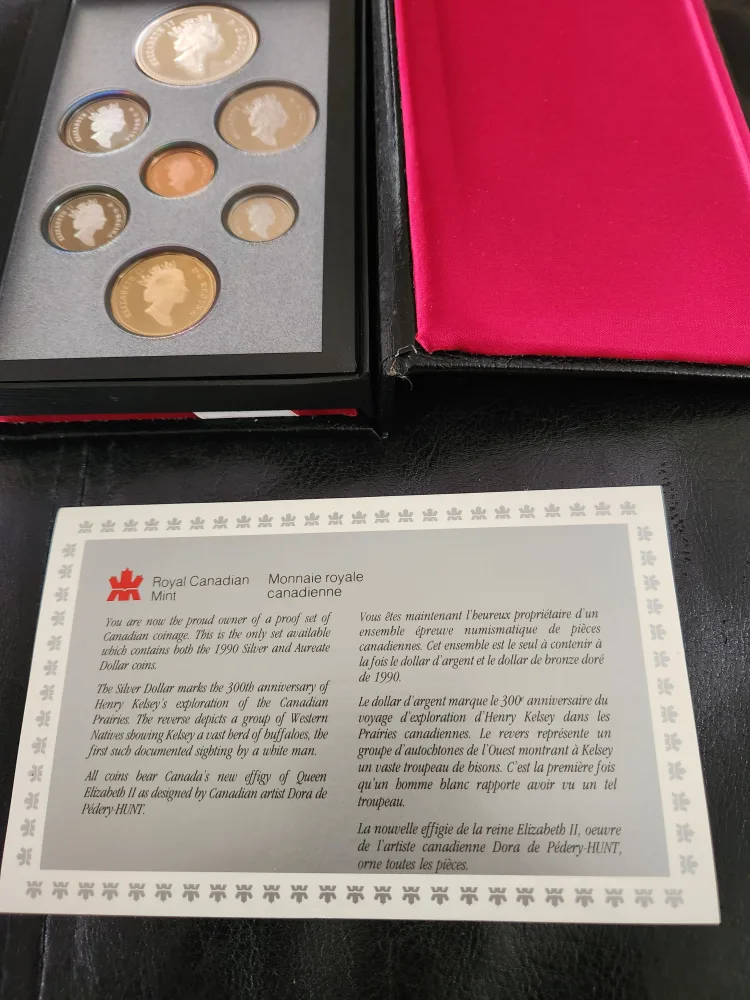 ELIZABETH II
ELIZABETH II D·G·REGINA
Royal Canadian
Mint
Monnaie royale
canadienne
You are now the proud owner of a proof set of
Canadian coinage. This is the only set available
which contains both the 1990 Silver and Aureate
Dollar coins.
The Silver Dollar marks the 300th anniversary of
Henry Kelsey's exploration of the Canadian
Prairies. The reverse depicts a group of Western
Natives showing Kelsey a vast herd of buffaloes, the
first such documented sighting by a white man.
All coins bear Canada's new effigy of Queen
Elizabeth II as designed by Canadian artist Dora de
Pédery-HUNT.
Vous êtes maintenant l'heureux propriétaire d'un
ensemble épreuve numismatique de pièces
canadiennes. Cet ensemble est le seul à contenir à
la fois le dollar d'argent et le dollar de bronze doré
de 1990.
Le dollar d'argent marque le 300e anniversaire du
voyage d'exploration d'Henry Kelsey dans les
Prairies canadiennes. Le revers représente un
groupe d'autochtones de l'Ouest montrant à Kelsey
un vaste troupeau de bisons. C'est la première fois
qu'un homme blanc rapporte avoir vu un tel
troupeau.
La nouvelle effigie de la reine Elizabeth II, oeuvre
de l'artiste canadienne Dora de Pédery-HUNT,
orne toutes les pièces.